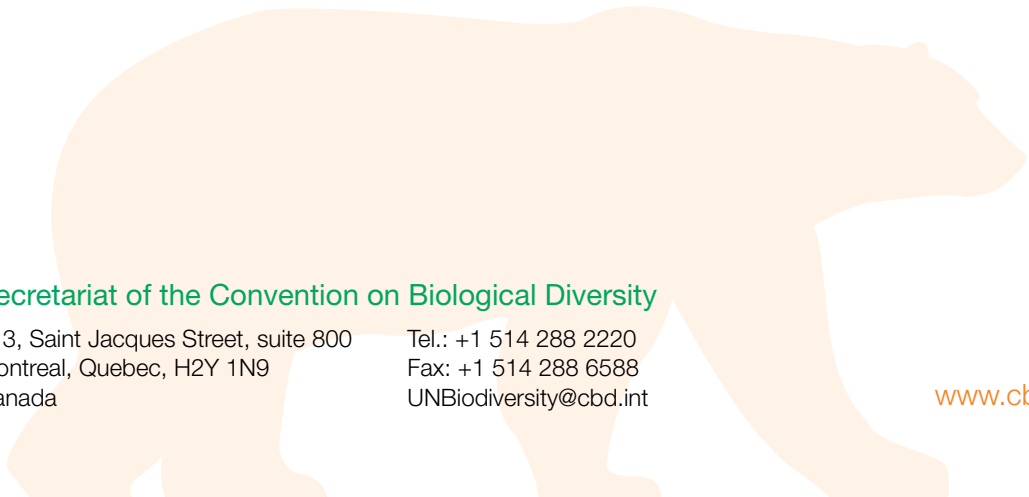 ecretariat of the Convention on Biological Diversity
3, Saint Jacques Street, suite 800
ontreal, Quebec, H2Y 1N9
anada
Tel.: +1 514 288 2220
Fax: +1 514 288 6588
UNBiodiversity@cbd.int
www.cb